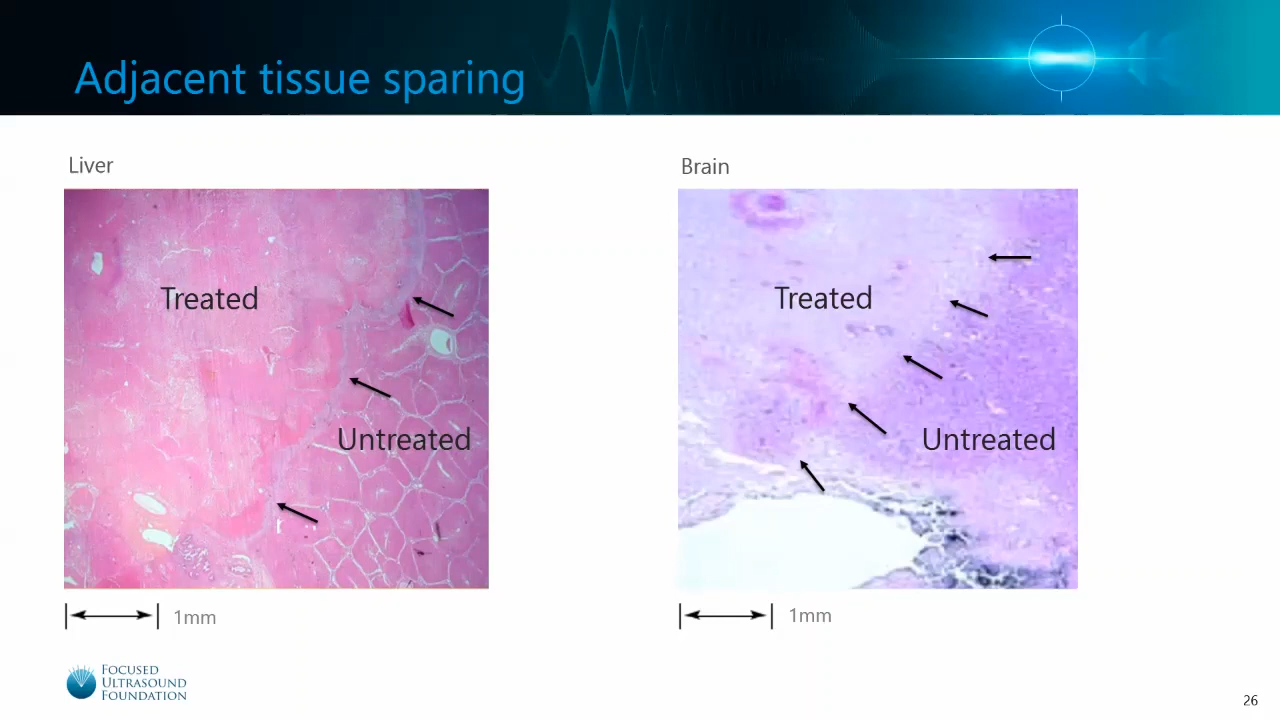 Adjacent tissue sparing
Liver
Brain
Treated
Untreated
Treated
Untreated
1mm
1mm
FOCUSED
ULTRASOUND
FOUNDATION
26